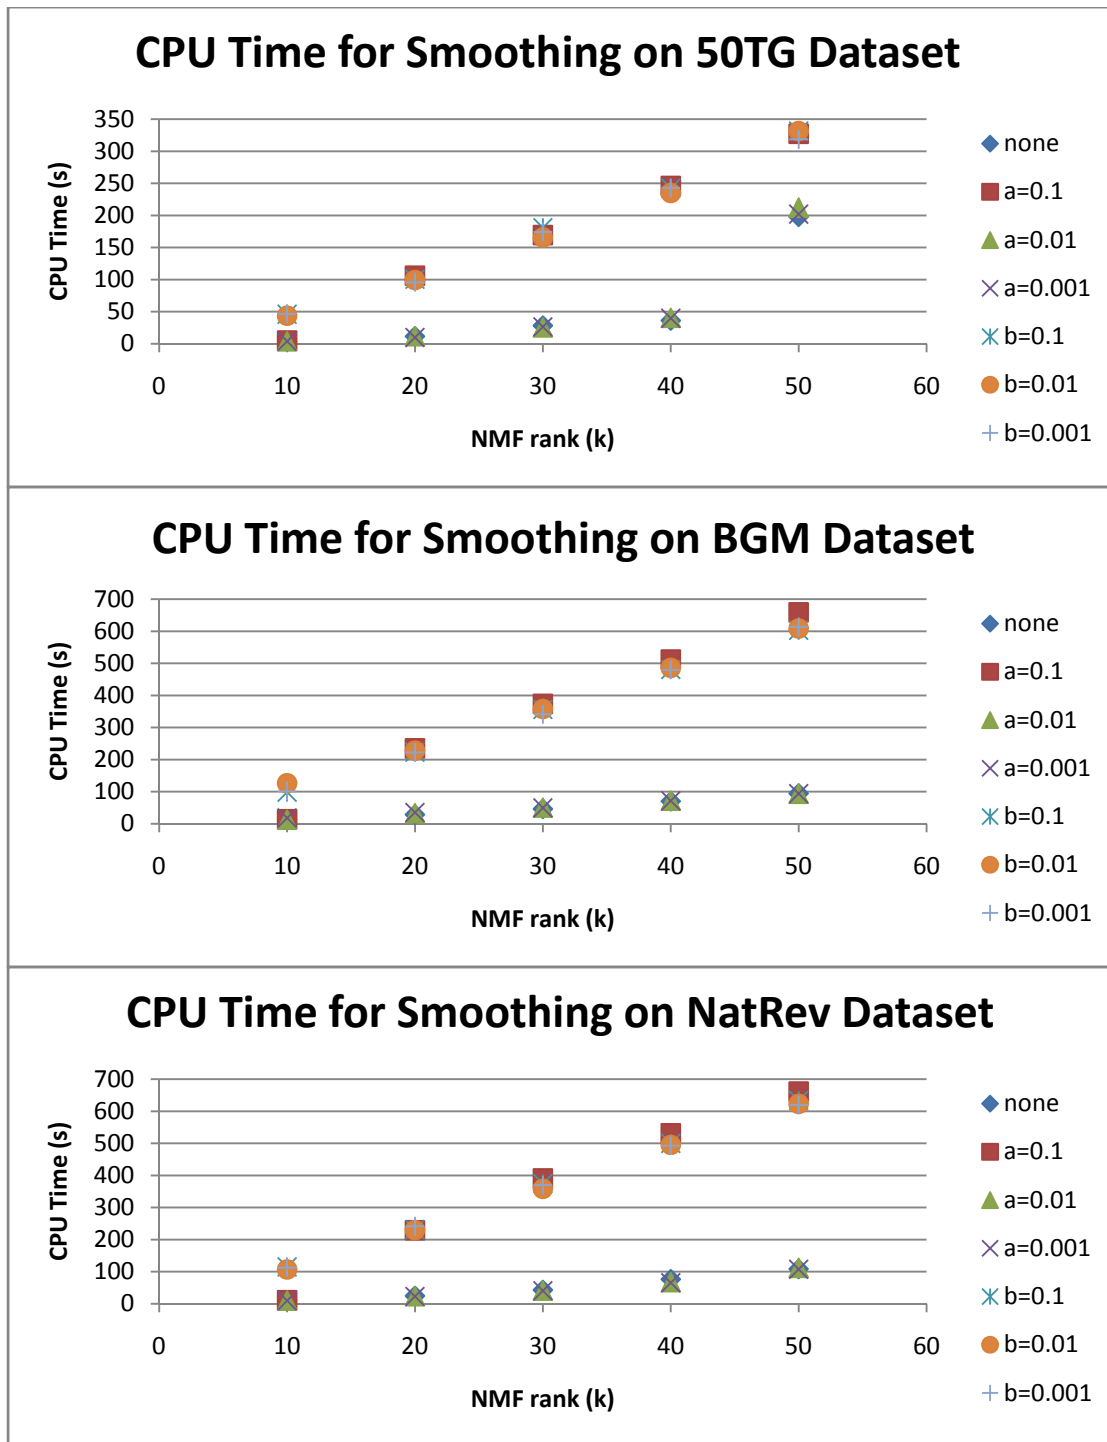 CPU Time for Smoothing on 50TG Dataset
350
300
250
200
150
100
50
0
CPU Time (s)
0 10 20 30 40 50 60
NMF rank (k)
none
a=0.1
a=0.01
a=0.001
b=0.1
b=0.01
b=0.001
CPU Time for Smoothing on BGM Dataset
700
600
500
400
300
200
100
0
CPU Time (s)
0 10 20 30 40 50 60
NMF rank (k)
none
a=0.1
a=0.01
a=0.001
b=0.1
b=0.01
b=0.001
CPU Time for Smoothing on NatRev Dataset
700
600
500
400
300
200
100
0
CPU Time (s)
0 10 20 30 40 50 60
NMF rank (k)
none
a=0.1
a=0.01
a=0.001
b=0.1
b=0.01
b=0.001